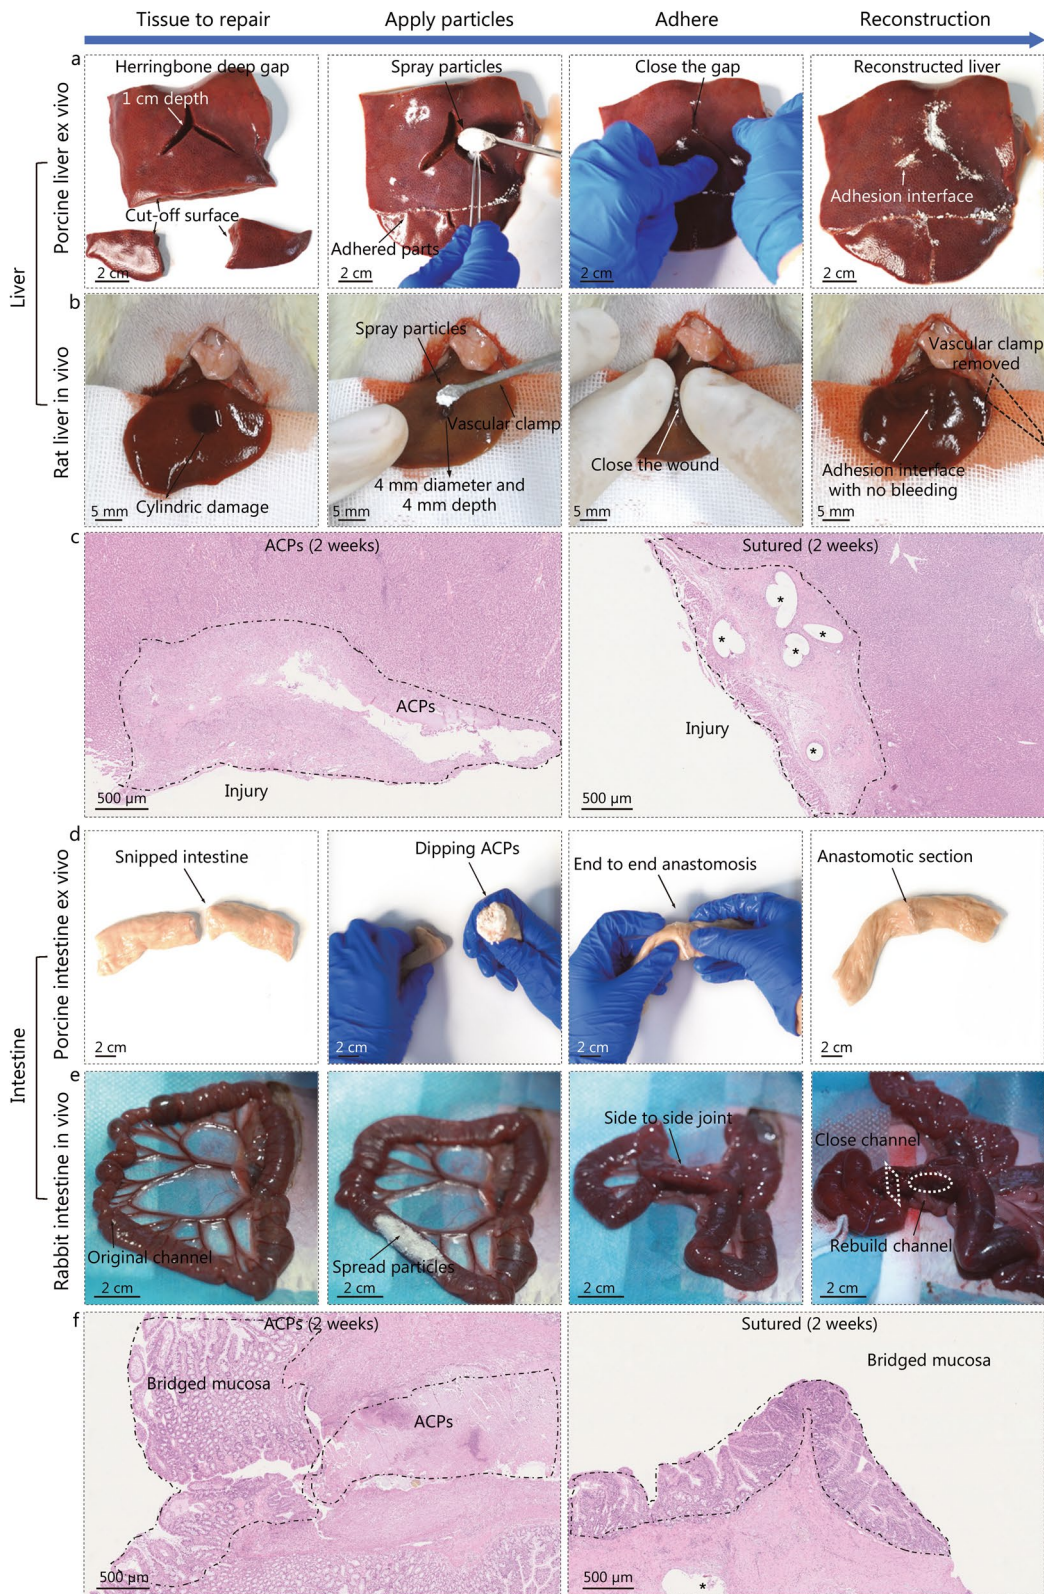 Tissue to repair
Apply particles
Adhere
Reconstruction
Liver
a
Porcine liver ex vivo
Herringbone deep gap
1 cm depth
Cut-off surface
2 cm
Spray particles
Adhered parts
2 cm
Close the gap
2 cm
Reconstructed liver
Adhesion interface
2 cm
b
Rat liver in vivo
Cylindric damage
5 mm
Spray particles
Vascular clamp
4 mm diameter and
4 mm depth
5 mm
Close the wound
5 mm
Vascular clamp
removed
Adhesion interface
with no bleeding
5 mm
c
ACPs (2 weeks)
ACPs
Injury
500 μm
Sutured (2 weeks)
*
*
*
*
*
Injury
500 μm
Intestine
d
Porcine intestine ex vivo
Snipped intestine
2 cm
Dipping ACPs
2 cm
End to end anastomosis
2 cm
Anastomotic section
2 cm
e
Rabbit intestine in vivo
Original channel
2 cm
Spread particles
2 cm
Side to side joint
2 cm
Close channel
Rebuild channel
2 cm
f
ACPs (2 weeks)
Bridged mucosa
ACPs
500 μm
Sutured (2 weeks)
Bridged mucosa
*
500 μm